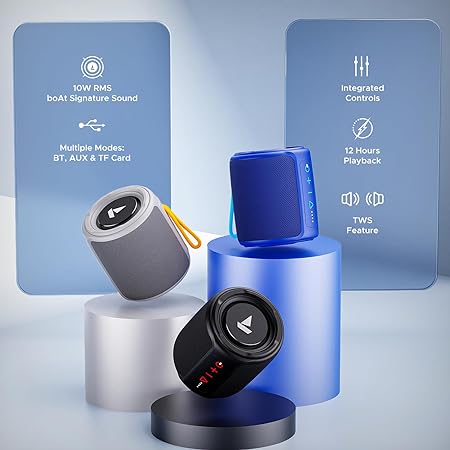 10W RMS
boAt Signature Sound
Multiple Modes:
BT, AUX & TF Card
Integrated
Controls
12 Hours
Playback
TWS
Feature